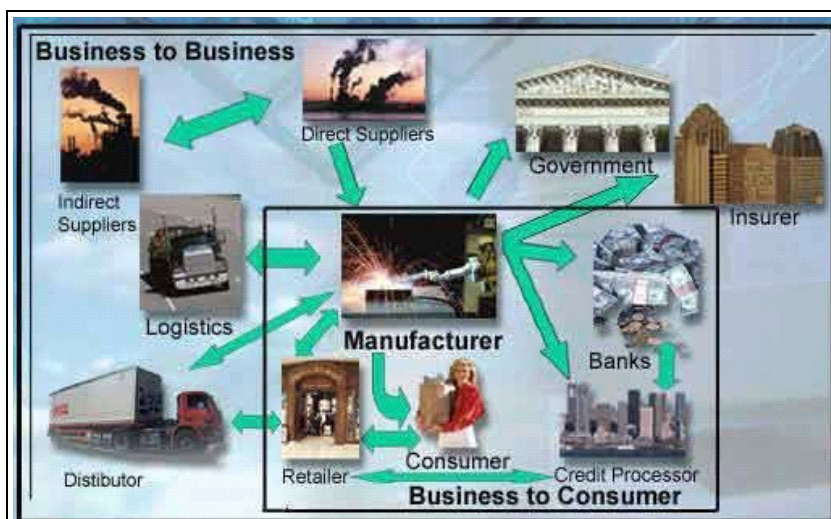 Business to Business
Direct Suppliers
Government
Indirect
Suppliers
Insurer
Logistics
Manufacturer
Banks
Distibutor
Retailer
Consumer
Credit Processor
Business to Consumer